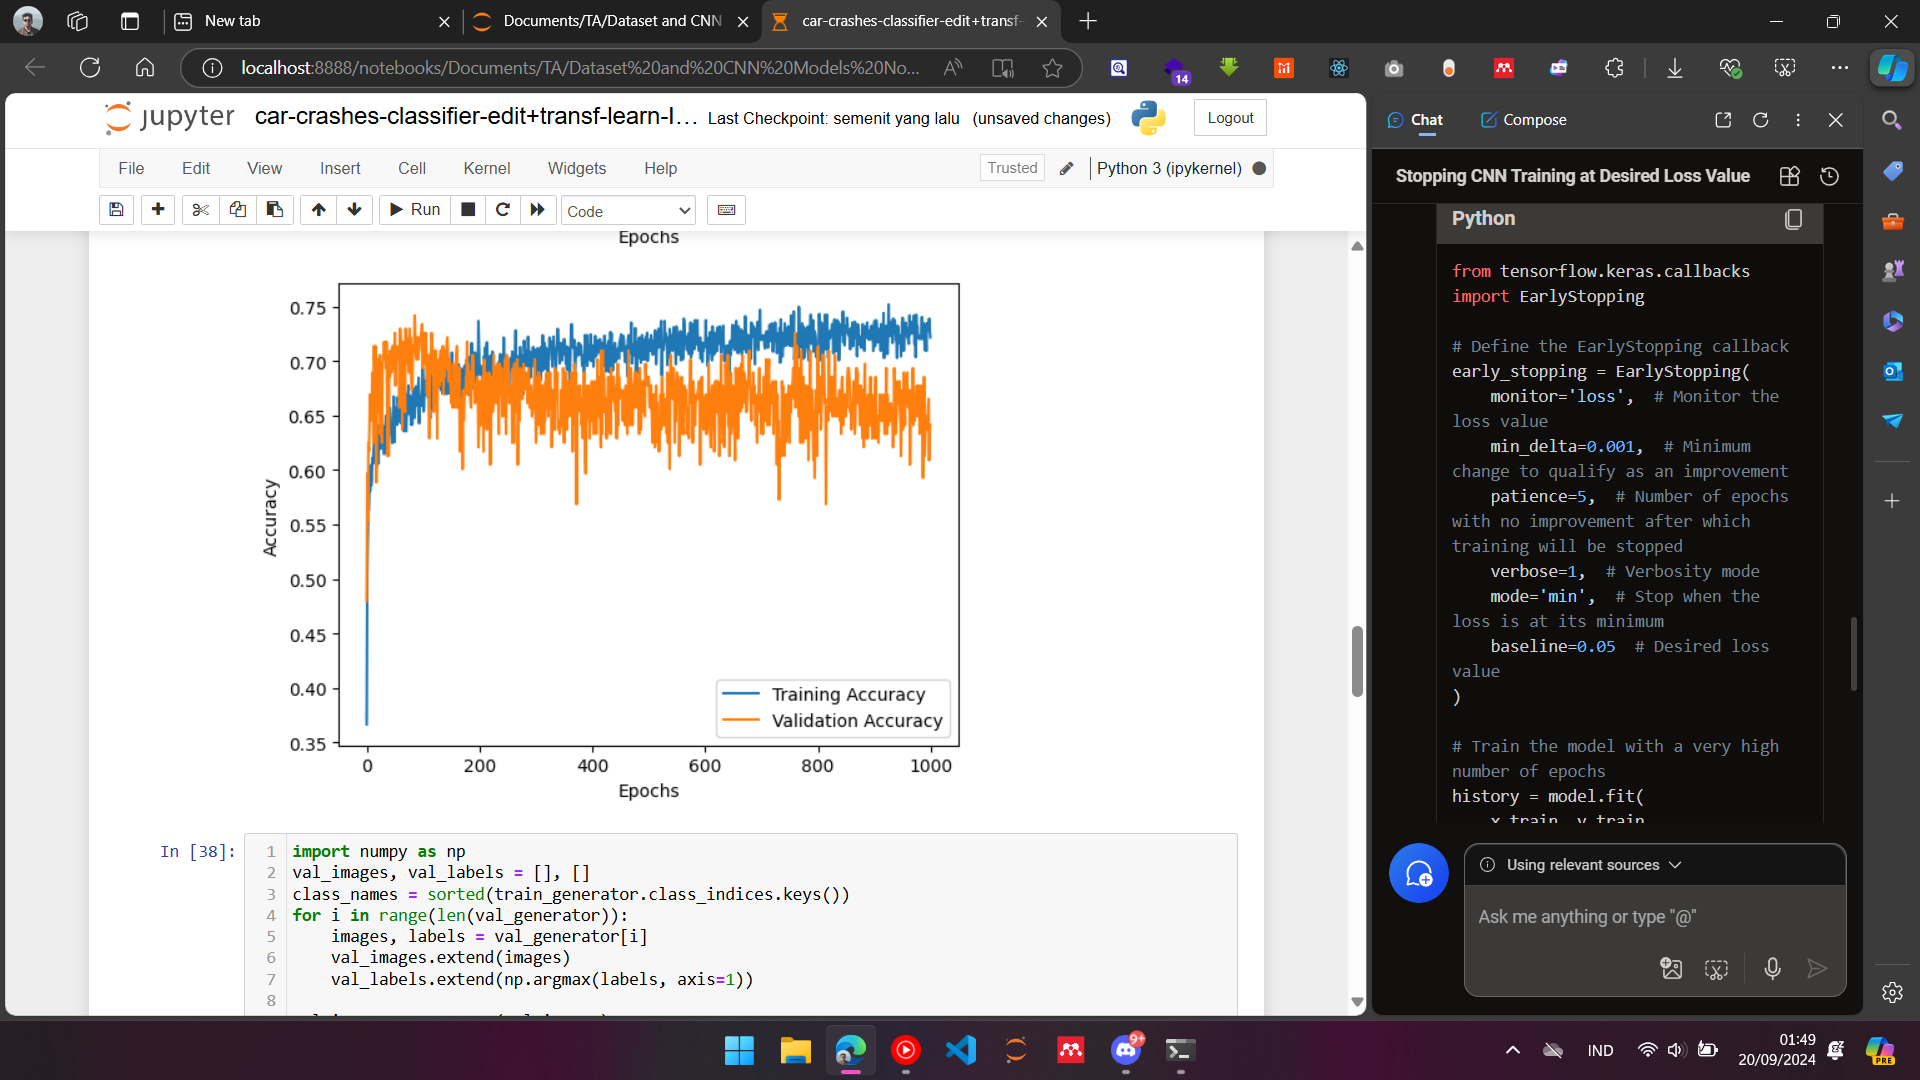 New tab
Documents/TA/Dataset and CNN
car-crashes-classifier-edit+transf-
localhost:8888/notebooks/Documents/TA/Dataset%20and%20CNN%20Models%20No...
14
jupyter
car-crashes-classifier-edit+transf-learn-l...
Last Checkpoint: semenit yang lalu (unsaved changes)
Logout
File Edit View Insert Cell Kernel Widgets Help
Trusted
Python 3 (ipykernel)
Run
Code
Epochs
0.75
0.70
0.65
0.60
0.55
0.50
0.45
0.40
0.35
Accuracy
Training Accuracy
Validation Accuracy
0 200 400 600 800 1000
Epochs
In [38]:
1 import numpy as np
2 val_images, val_labels = [], []
3 class_names = sorted(train_generator.class_indices.keys())
4 for i in range(len(val_generator)):
5 images, labels = val_generator[i]
6 val_images.extend(images)
7 val_labels.extend(np.argmax(labels, axis=1))
8
Chat
Compose
Stopping CNN Training at Desired Loss Value
Python
from tensorflow.keras.callbacks
import EarlyStopping
# Define the EarlyStopping callback
early_stopping = EarlyStopping(
monitor='loss', # Monitor the
loss value
min_delta=0.001, # Minimum
change to qualify as an improvement
patience=5, # Number of epochs
with no improvement after which
training will be stopped
verbose=1, # Verbosity mode
mode='min', # Stop when the
loss is at its minimum
baseline=0.05 # Desired loss
value
)
# Train the model with a very high
number of epochs
history = model.fit(
x_train, y_train
Using relevant sources
Ask me anything or type "@"
9+
IND
01:49
20/09/2024
PRE